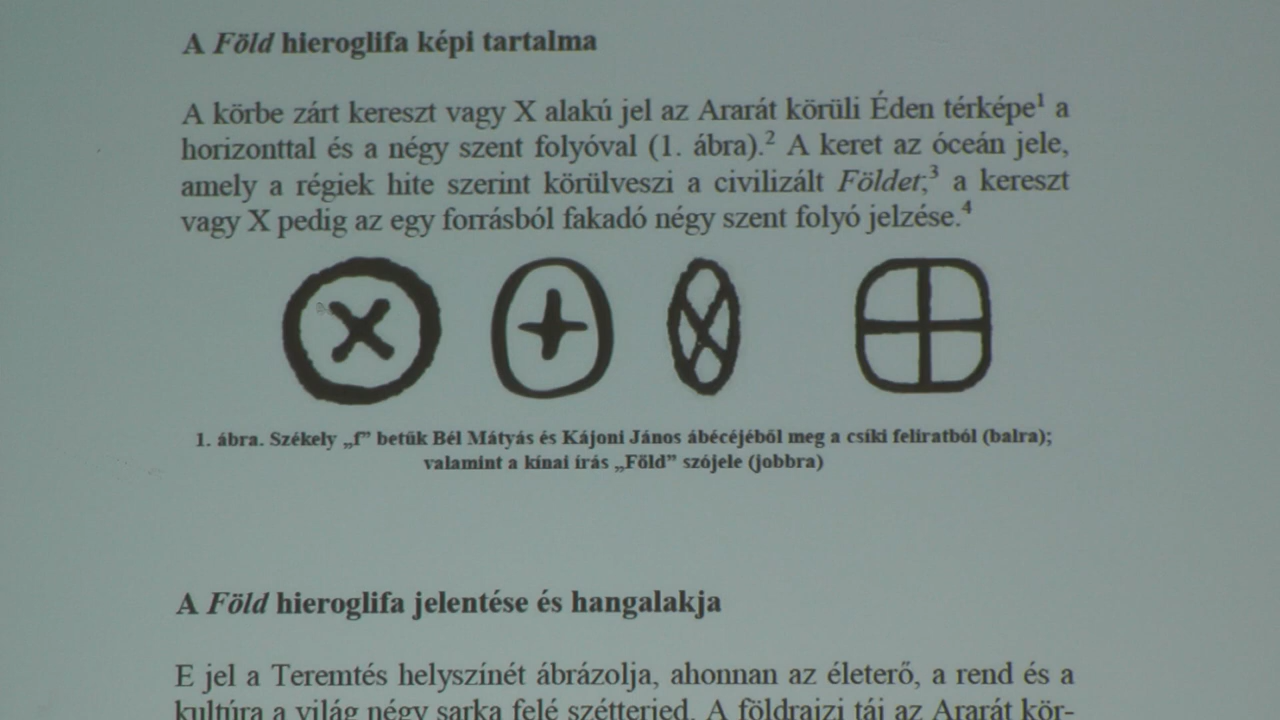 A Föld hieroglifa képi tartalma
A körbe zárt kereszt vagy X alakú jel az Ararát körüli Éden térképe¹ a
horizonttal és a négy szent folyóval (1. ábra).² A keret az óceán jele,
amely a régiek hite szerint körülveszi a civilizált Földet;³ a kereszt
vagy X pedig az egy forrásból fakadó négy szent folyó jelzése.⁴
1. ábra. Székely „f” betűk Bél Mátyás és Kájoni János ábécéjéből meg a csíki feliratból (balra);
valamint a kínai írás „Föld” szójele (jobbra)
A Föld hieroglifa jelentése és hangalakja
E jel a Teremtés helyszínét ábrázolja, ahonnan az életerő, a rend és a
kultúra a világ négy sarka felé szétterjed. A földrajzi táj az Ararát kör-